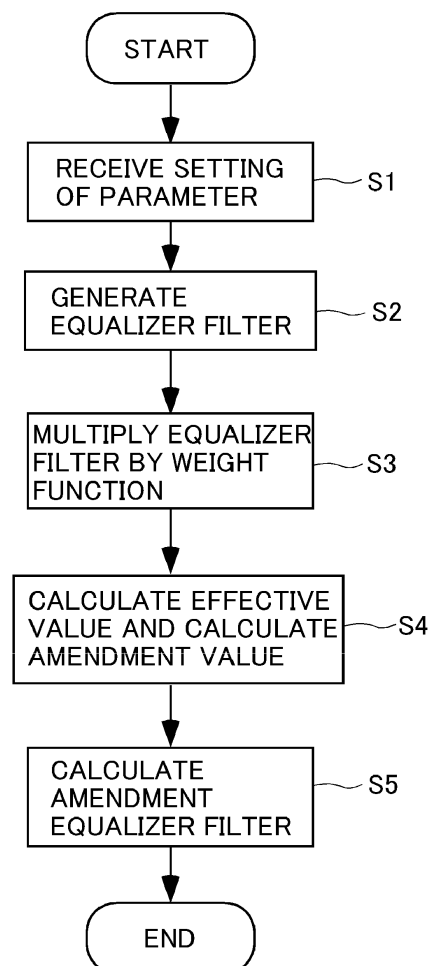 START
RECEIVE SETTING
OF PARAMETER
S1
GENERATE
EQUALIZER FILTER
S2
MULTIPLY EQUALIZER
FILTER BY WEIGHT
FUNCTION
S3
CALCULATE EFFECTIVE
VALUE AND CALCULATE
AMENDMENT VALUE
S4
CALCULATE
AMENDMENT
EQUALIZER FILTER
S5
END